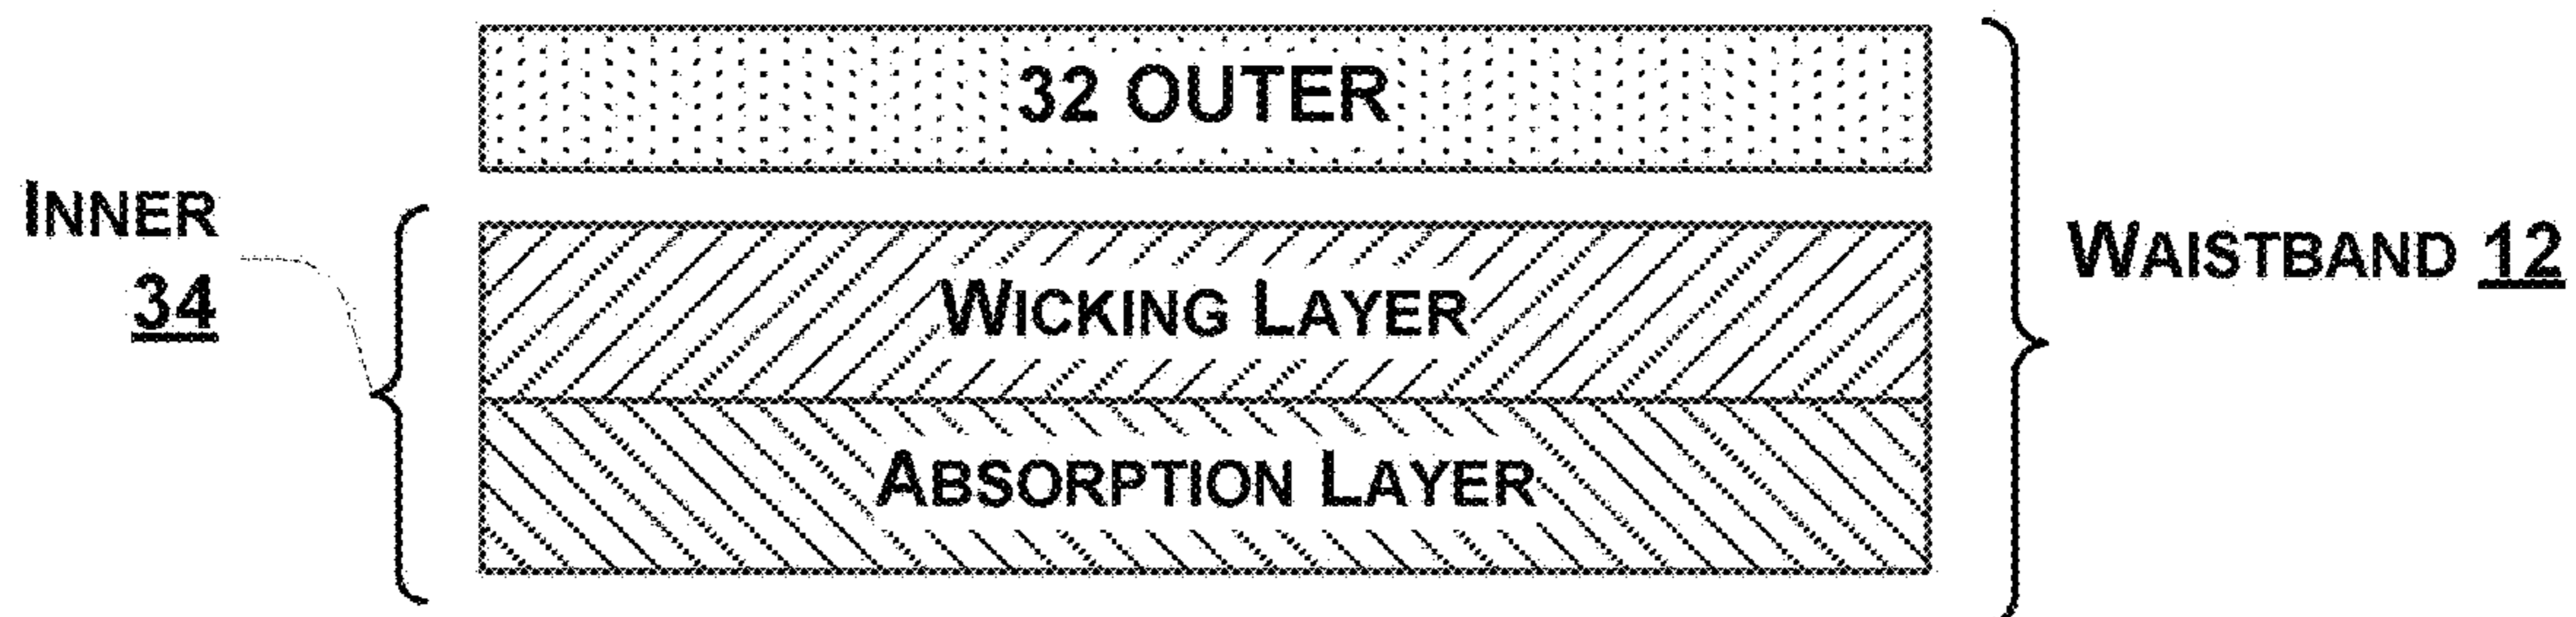 32 OUTER
INNER
34
WICKING LAYER
WAISTBAND 12
ABSORPTION LAYER